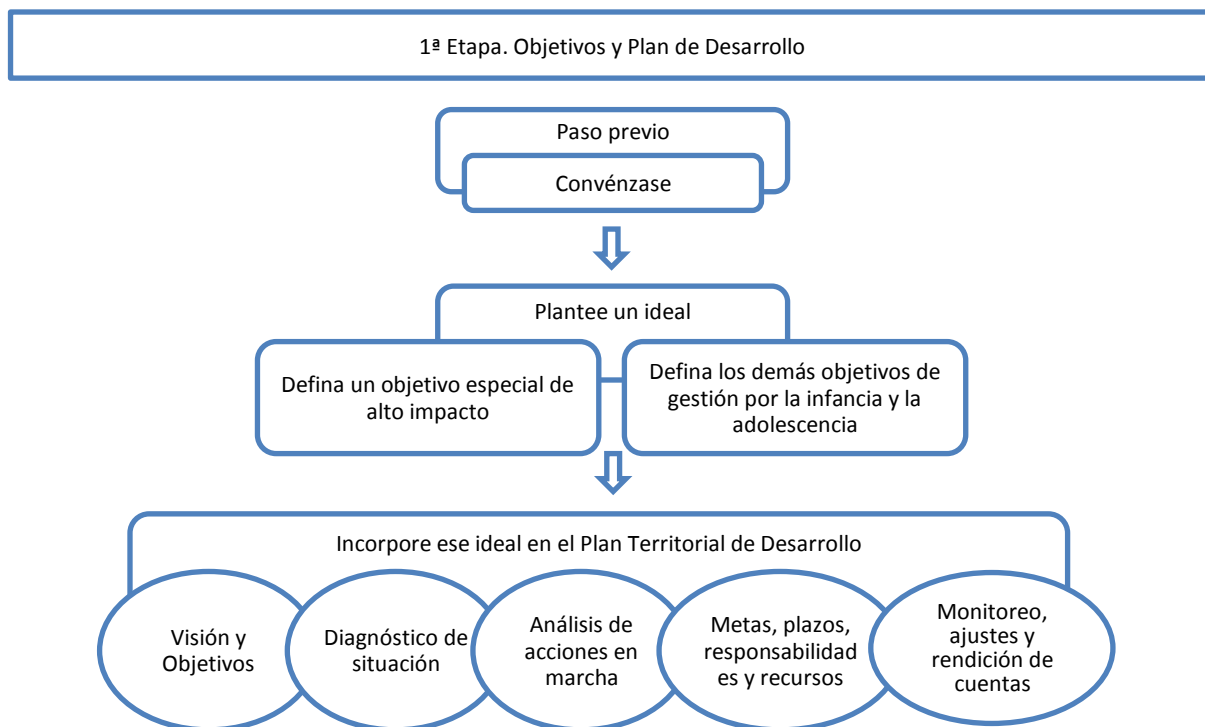 1ª Etapa. Objetivos y Plan de Desarrollo
Paso previo
Convénzase
Plantee un ideal
Defina un objetivo especial de
alto impacto
Defina los demás objetivos de
gestión por la infancia y la
adolescencia
Incorpore ese ideal en el Plan Territorial de Desarrollo
Visión y
Objetivos
Diagnóstico de
situación
Análisis de
acciones en
marcha
Metas, plazos,
responsabilidad
es y recursos
Monitoreo,
ajustes y
rendición de
cuentas